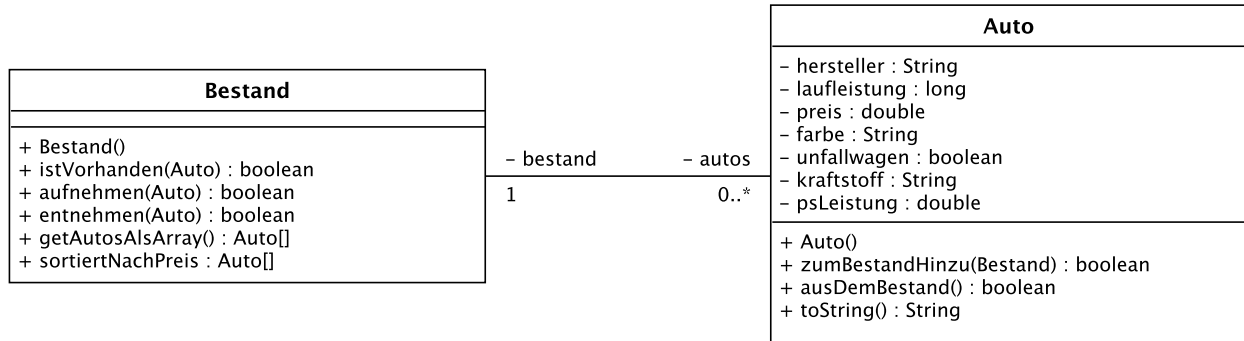 Bestand
+ Bestand()
+ istVorhanden(Auto) : boolean
+ aufnehmen(Auto) : boolean
+ entnehmen(Auto) : boolean
+ getAutosAlsArray() : Auto[]
+ sortiertNachPreis : Auto[]
– bestand
1
– autos
0..*
Auto
– hersteller : String
– laufleistung : long
– preis : double
– farbe : String
– unfallwagen : boolean
– kraftstoff : String
– psLeistung : double
+ Auto()
+ zumBestandHinzu(Bestand) : boolean
+ ausDemBestand() : boolean
+ toString() : String